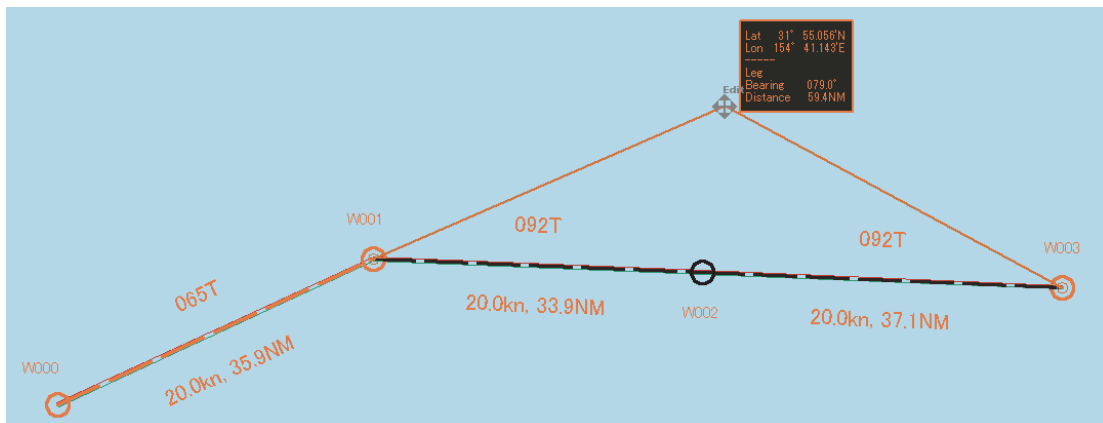 Lat 31° 55.056'N
Lon 154° 41.143'E
-----
Leg
Bearing 079.0°
Distance 59.4NM
Edit
W001
092T
092T
W003
065T
20.0kn, 33.9NM
W002
20.0kn, 37.1NM
W000
20.0kn, 35.9NM